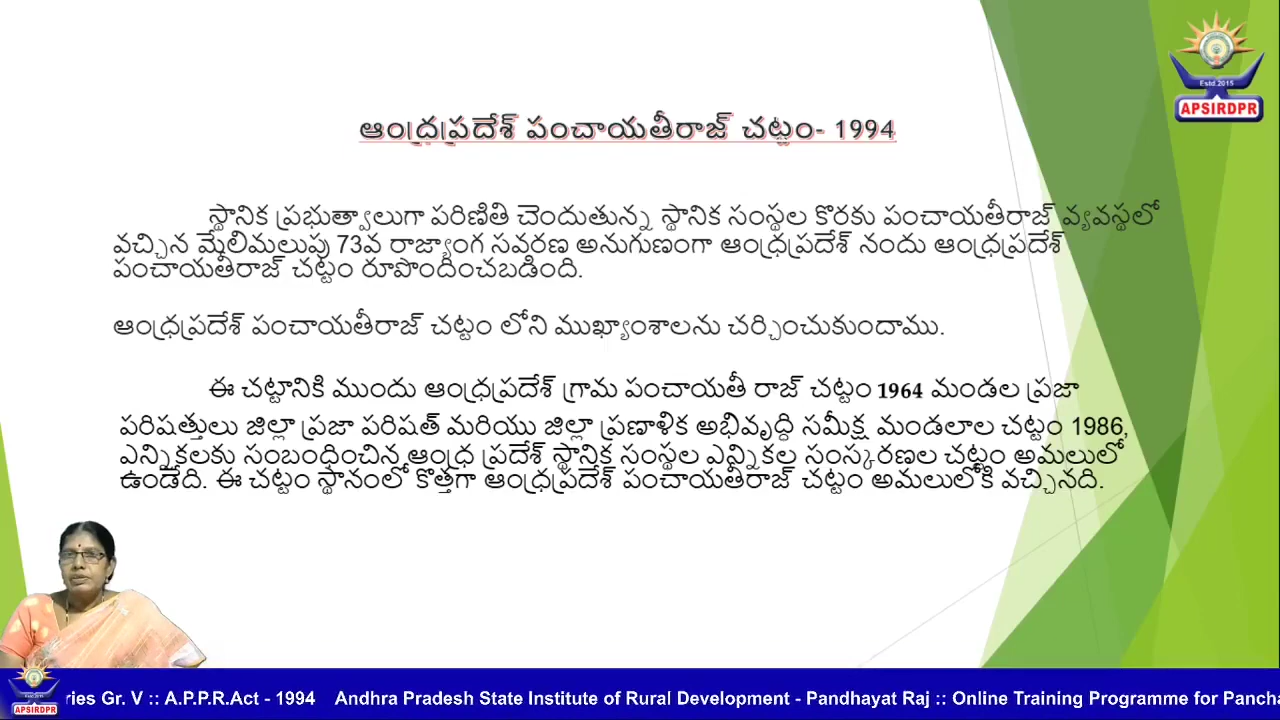 Estd.2015
APSIRDPR
ఆంధ్రప్రదేశ్ పంచాయతీరాజ్ చట్టం- 1994
స్థానిక ప్రభుత్వాలుగా పరిణితి చెందుతున్న స్థానిక సంస్థల కొరకు పంచాయతీరాజ్ వ్యవస్థలో
వచ్చిన మేలిమలుపు 73వ రాజ్యాంగ సవరణ అనుగుణంగా ఆంధ్రప్రదేశ్ నందు ఆంధ్రప్రదేశ్
పంచాయతీరాజ్ చట్టం రూపొందించబడింది.
ఆంధ్రప్రదేశ్ పంచాయతీరాజ్ చట్టం లోని ముఖ్యాంశాలను చర్చించుకుందాము.
ఈ చట్టానికి ముందు ఆంధ్రప్రదేశ్ గ్రామ పంచాయతీ రాజ్ చట్టం 1964 మండల ప్రజా
పరిషత్తులు జిల్లా ప్రజా పరిషత్ మరియు జిల్లా ప్రణాళిక అభివృద్ది సమీక్ష మండలాల చట్టం 1986,
ఎన్నికలకు సంబంధించిన ఆంధ్ర ప్రదేశ్ స్థానిక సంస్థల ఎన్నికల సంస్కరణల చట్టం అమలులో
ఉండేది. ఈ చట్టం స్థానంలో కొత్తగా ఆంధ్రప్రదేశ్ పంచాయతీరాజ్ చట్టం అమలులోకి వచ్చినది.
APSIRDPR
ries Gr. V :: A.P.P.R.Act - 1994 Andhra Pradesh State Institute of Rural Development - Pandhayat Raj :: Online Training Programme for Pancha